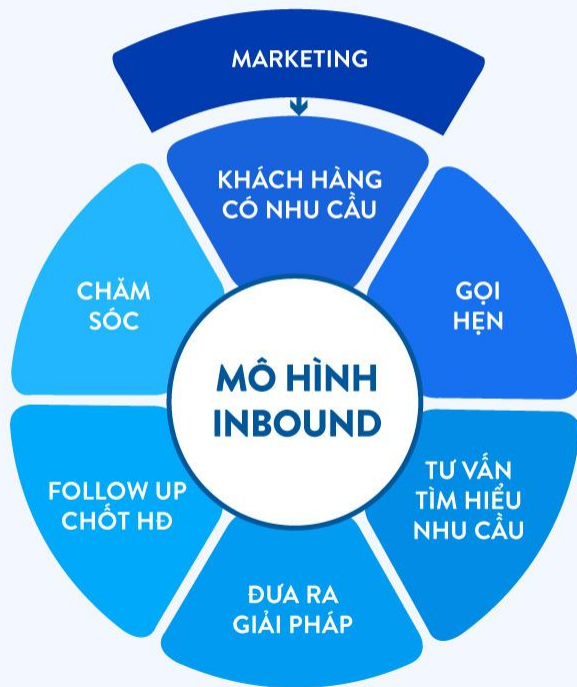 MARKETING
KHÁCH HÀNG
CÓ NHU CẦU
GỌI
HẸN
TƯ VẤN
TÌM HIỂU
NHU CẦU
ĐƯA RA
GIẢI PHÁP
FOLLOW UP
CHỐT HĐ
CHĂM
SÓC
MÔ HÌNH
INBOUND